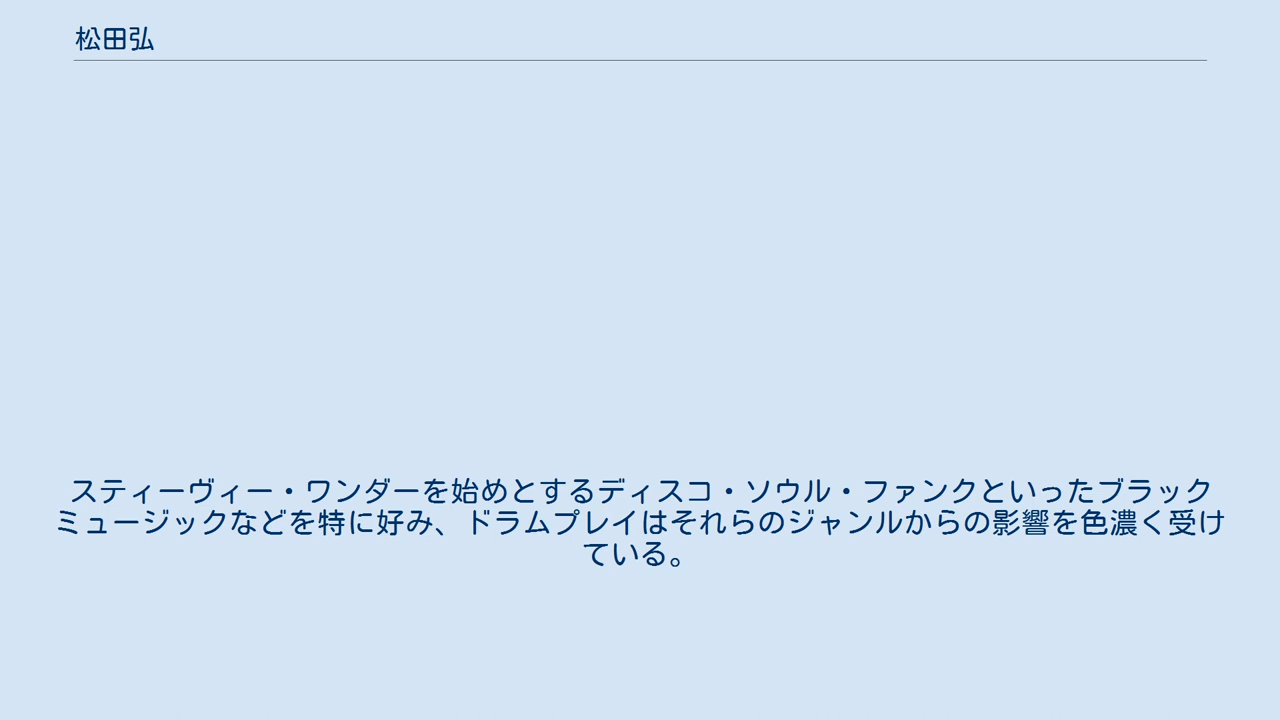 松田弘
スティーヴィー・ワンダーを始めとするディスコ・ソウル・ファンクといったブラック
ミュージックなどを特に好み、ドラムプレイはそれらのジャンルからの影響を色濃く受け
ている。